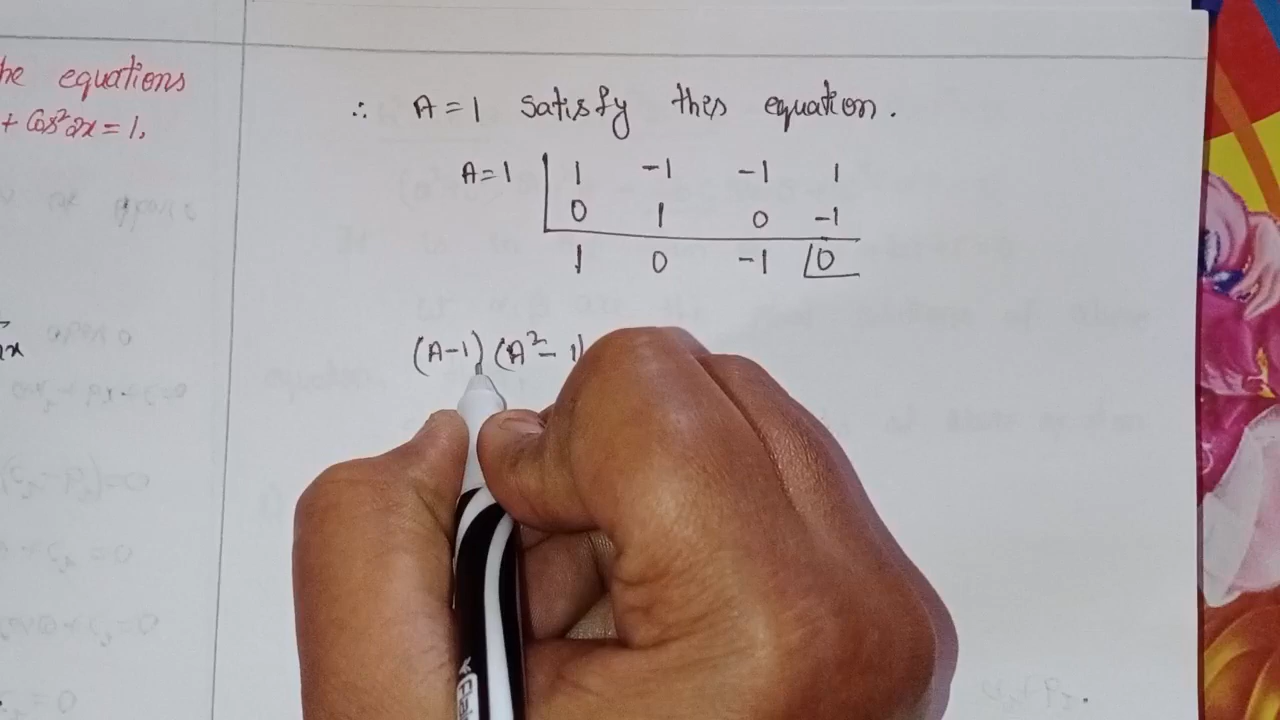 he equations
+ Cos²2x = 1.
∴ A = 1 satisfy this equation.
A=1 | 1 -1 -1 1
0 1 0 -1
1 0 -1 0
(A-1) (A²- 1)